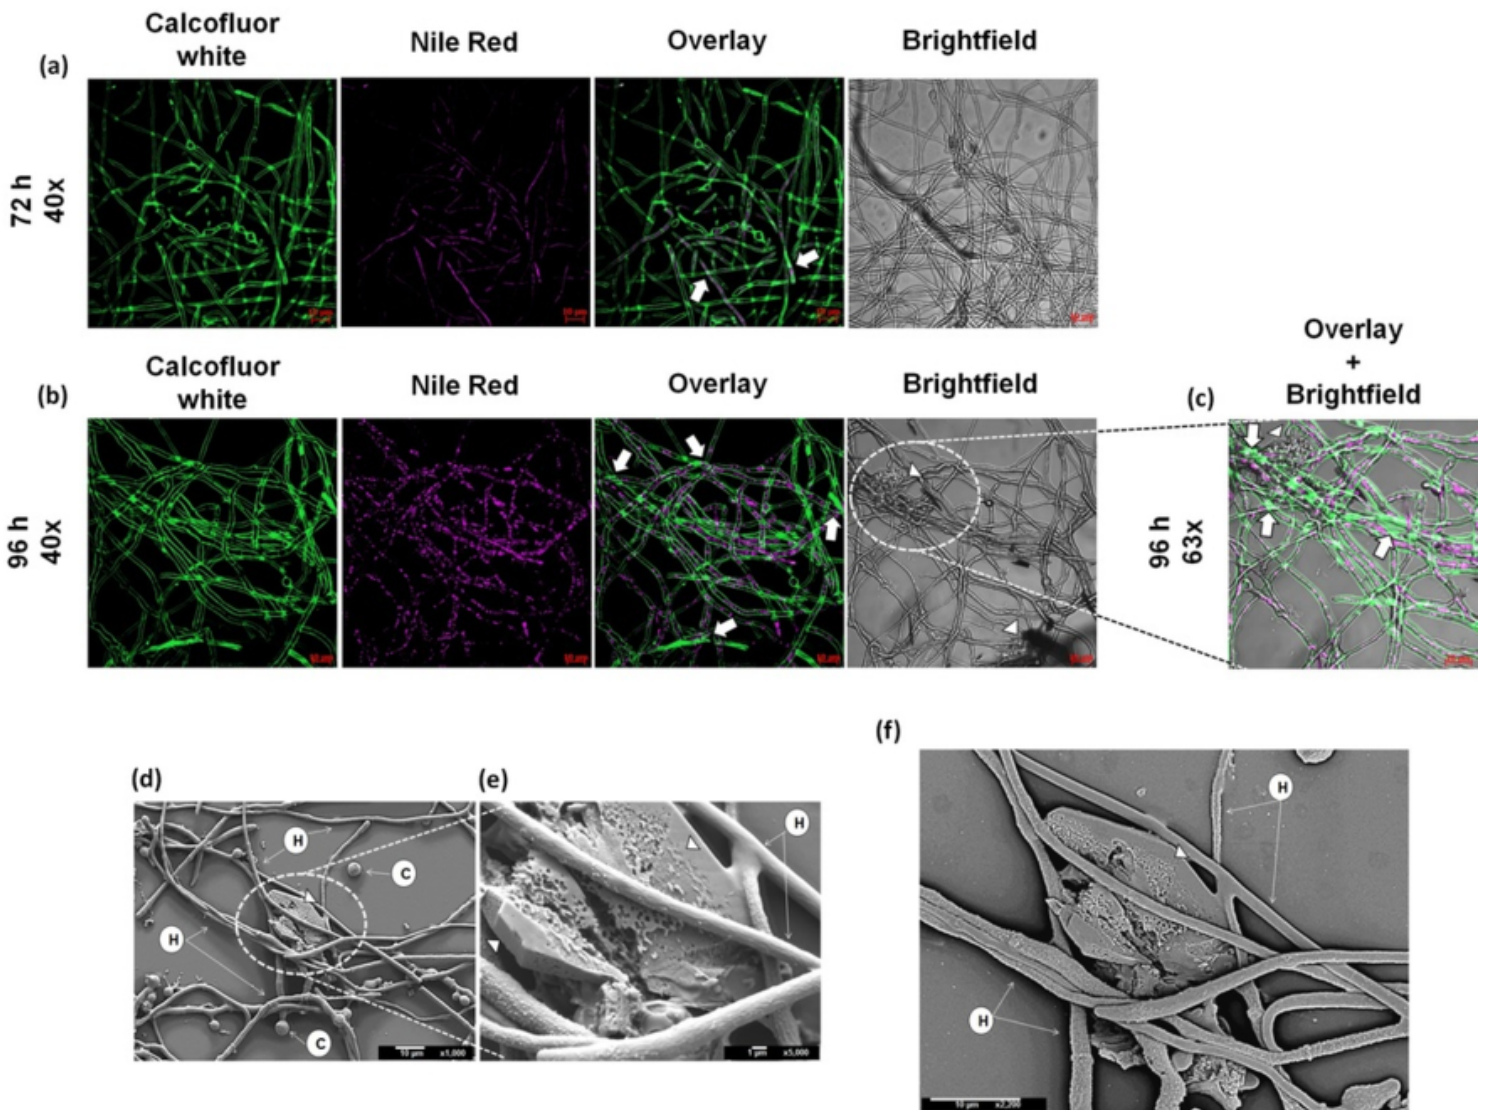 (a)
Calcofluor
white
Nile Red
Overlay
Brightfield
72 h
40x
(b)
Calcofluor
white
Nile Red
Overlay
Brightfield
96 h
40x
(c)
Overlay
+
Brightfield
96 h
63x
(d)
H
C
H
C
10 µm x1,000
(e)
H
1 µm x5,000
(f)
H
H
10 µm x2,200